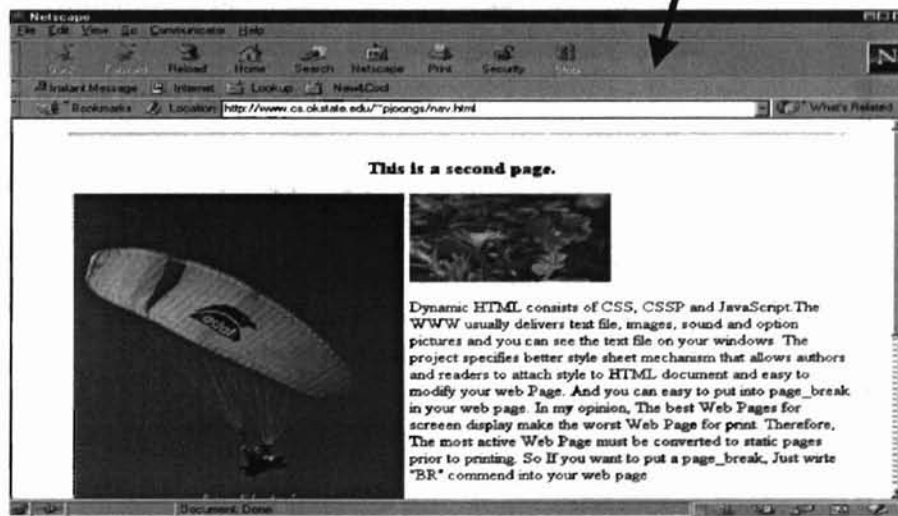 Netscape
File Edit View Go Communicator Help
Reload Home Search Netscape Print Security Stop
Instant Message Internet Lookup New&Cool
Bookmarks Location http://www.cs.okstate.edu/~pjoongs/nav.html What's Related
This is a second page.
Dynamic HTML consists of CSS, CSSP and JavaScript.The
WWW usually delivers text file, images, sound and option
pictures and you can see the text file on your windows. The
project specifies better style sheet mechanism that allows authors
and readers to attach style to HTML document and easy to
modify your web Page. And you can easy to put into page_break
in your web page. In my opinion, The best Web Pages for
screeen display make the worst Web Page for print. Therefore,
The most active Web Page must be converted to static pages
prior to printing. So If you want to put a page_break, Just wirte
"BR" commend into your web page
Document: Done